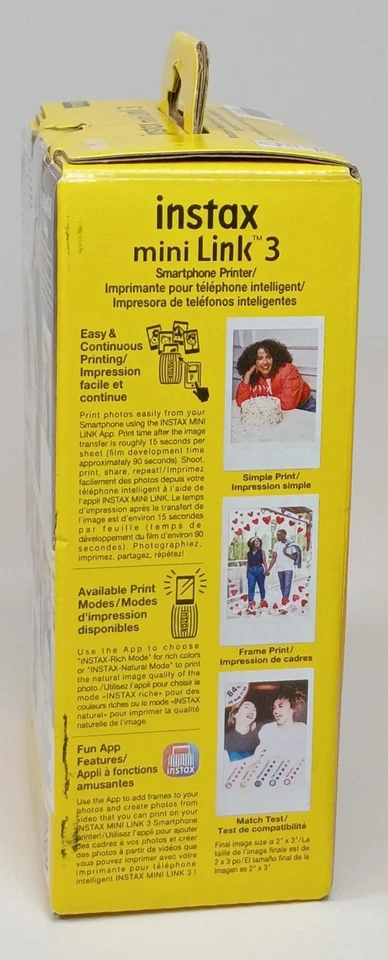 instax
mini Link™ 3
Smartphone Printer/
Imprimante pour téléphone intelligent/
Impresora de teléfonos inteligentes
Easy &
Continuous
Printing/
Impression
facile et
continue
Print photos easily from your
Smartphone using the INSTAX MINI
LINK App. Print time after the image
transfer is roughly 15 seconds per
sheet (film development time
approximately 90 seconds). Shoot,
print, share, repeat!/Imprimez
facilement des photos depuis votre
téléphone intelligent à l'aide de
l'appli INSTAX MINI LINK. Le temps
d'impression après le transfert de
l'image est d'environ 15 secondes
par feuille (temps de
développement du film d'environ 90
secondes). Photographiez,
imprimez, partagez, répétez!
Simple Print/
Impression simple
Available Print
Modes/Modes
d'impression
disponibles
Use the App to choose
"INSTAX-Rich Mode" for rich colors
or "INSTAX-Natural Mode" to print
the natural image quality of the
photo./Utilisez l'appli pour choisir le
mode «INSTAX riche» pour des
couleurs riches ou le mode «INSTAX
naturel» pour imprimer la qualité
naturelle de l'image.
Frame Print/
Impression de cadres
Fun App
Features/
Appli à fonctions
amusantes
instax
Use the App to add frames to your
photos and create photos from
video that you can print on your
INSTAX MINI LINK 3 Smartphone
printer!/Utilisez l'appli pour ajouter
des cadres à vos photos et créer
des photos à partir de vidéos que
vous pouvez imprimer avec votre
imprimante pour téléphone
intelligent INSTAX MINI LINK 3 !
84%
Match Test/
Test de compatibilité
Final image size is 2" x 3"/La
taille de l'image finale est de
2 x 3 po/El tamaño final de la
imagen es 2" x 3"